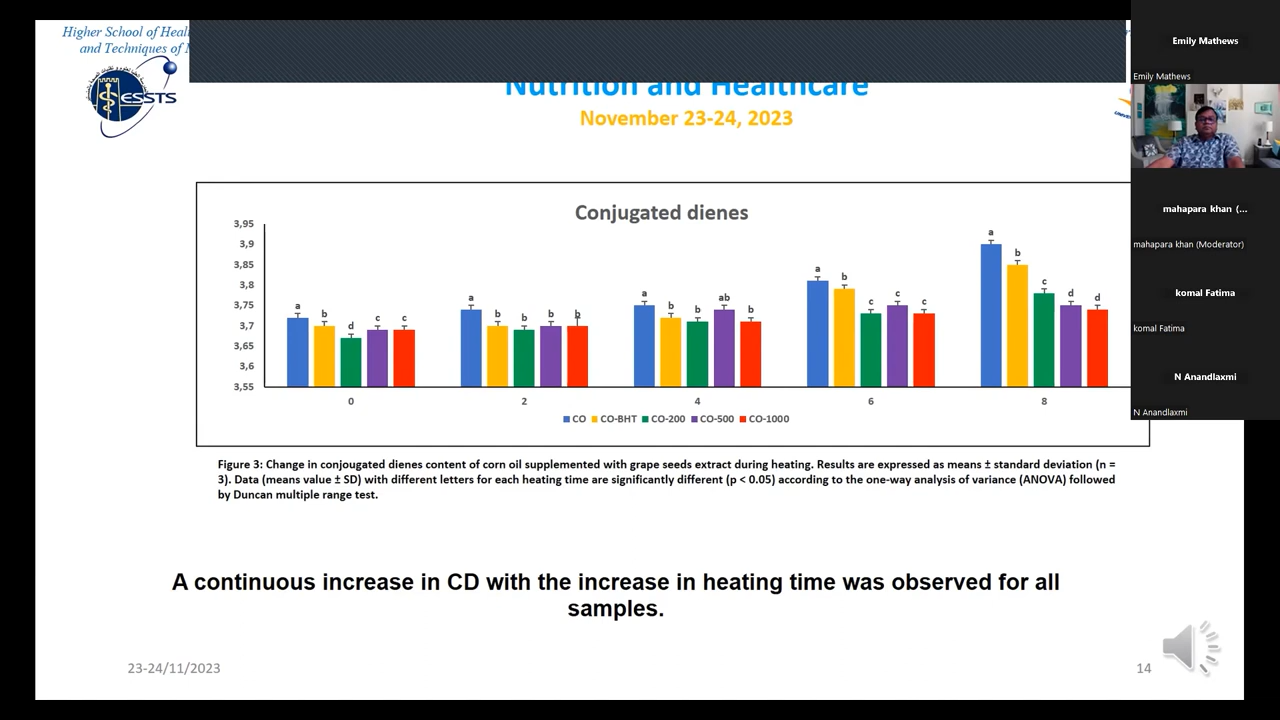 Higher School of Heal
and Techniques of
ESSTS
Nutrition and Healthcare
November 23-24, 2023
Emily Mathews
Emily Mathews
mahapara khan (...
mahapara khan (Moderator)
komal Fatima
komal Fatima
N Anandlaxmi
N Anandlaxmi
Conjugated dienes
3,95
3,9
3,85
3,8
3,75
3,7
3,65
3,6
3,55
a b d c c
a b b b b
a b b ab b
a b c c c
a b c d d
0 2 4 6 8
CO CO-BHT CO-200 CO-500 CO-1000
Figure 3: Change in conjougated dienes content of corn oil supplemented with grape seeds extract during heating. Results are expressed as means ± standard deviation (n =
3). Data (means value ± SD) with different letters for each heating time are significantly different (p < 0.05) according to the one-way analysis of variance (ANOVA) followed
by Duncan multiple range test.
A continuous increase in CD with the increase in heating time was observed for all
samples.
23-24/11/2023
14